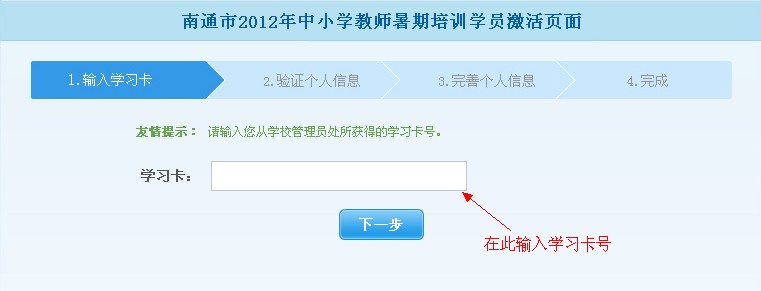 南通市2012年中小学教师暑期培训学员激活页面
1.输入学习卡
2.验证个人信息
3.完善个人信息
4.完成
友情提示： 请输入您从学校管理员处所获得的学习卡号。
学习卡：
下一步
在此输入学习卡号